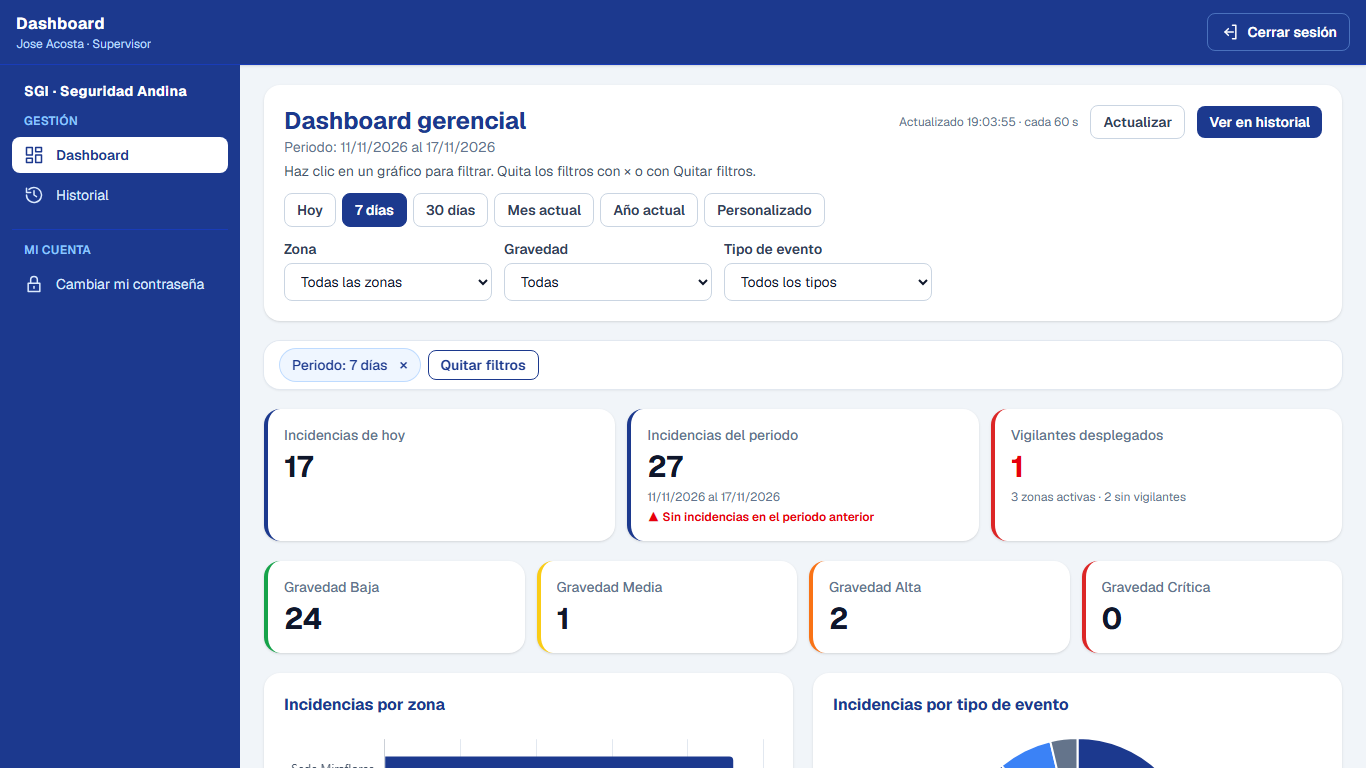 Dashboard
Jose Acosta · Supervisor
Cerrar sesión
SGI · Seguridad Andina
GESTIÓN
Dashboard
Historial
MI CUENTA
Cambiar mi contraseña
Dashboard gerencial
Actualizado 19:03:55 · cada 60 s
Actualizar
Ver en historial
Periodo: 11/11/2026 al 17/11/2026
Haz clic en un gráfico para filtrar. Quita los filtros con × o con Quitar filtros.
Hoy
7 días
30 días
Mes actual
Año actual
Personalizado
Zona
Gravedad
Tipo de evento
Todas las zonas
Todas
Todos los tipos
Periodo: 7 días ×
Quitar filtros
Incidencias de hoy
17
Incidencias del periodo
27
11/11/2026 al 17/11/2026
▲ Sin incidencias en el periodo anterior
Vigilantes desplegados
1
3 zonas activas · 2 sin vigilantes
Gravedad Baja
24
Gravedad Media
1
Gravedad Alta
2
Gravedad Crítica
0
Incidencias por zona
Incidencias por tipo de evento
Sede Miraflores